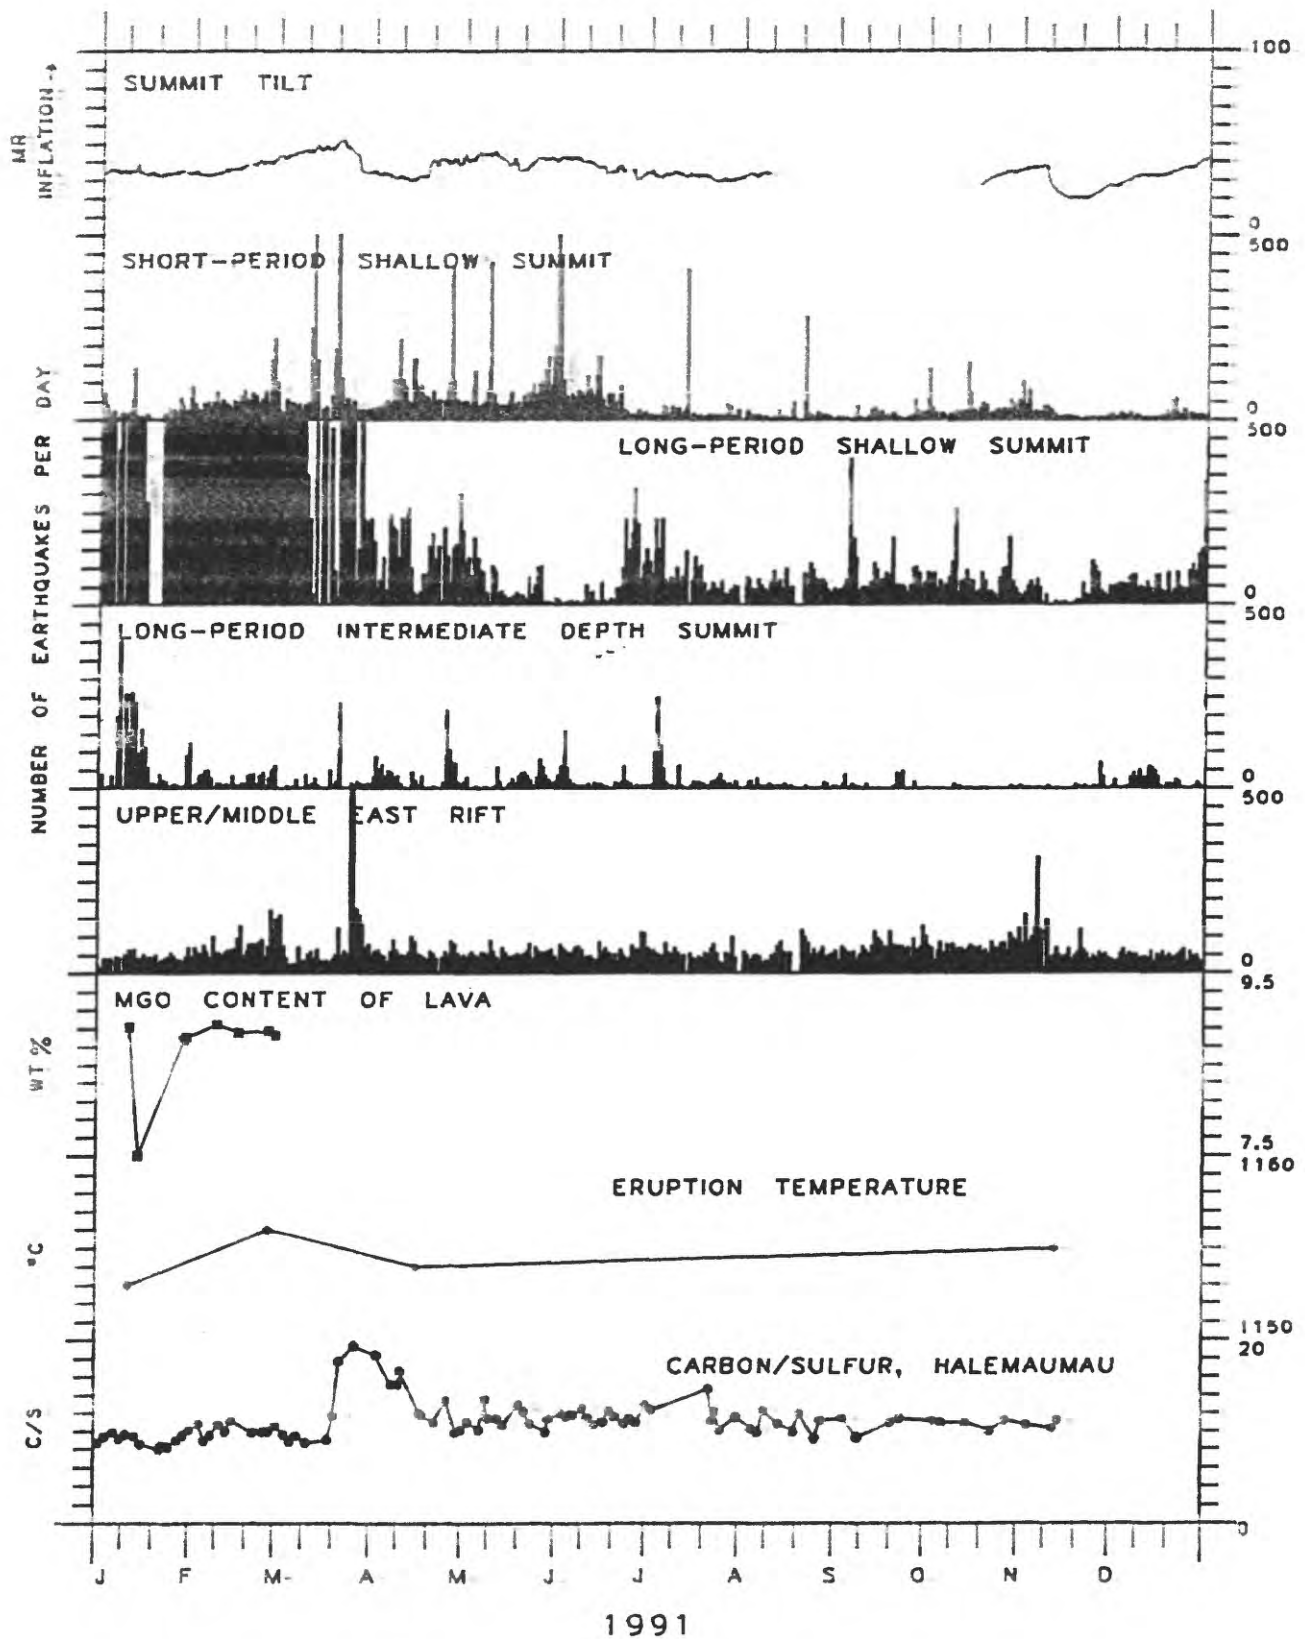 100
SUMMIT TILT
MR
INFLATION→
0
500
SHORT-PERIOD SHALLOW SUMMIT
0
500
LONG-PERIOD SHALLOW SUMMIT
NUMBER OF EARTHQUAKES PER DAY
0
500
LONG-PERIOD INTERMEDIATE DEPTH SUMMIT
0
500
UPPER/MIDDLE EAST RIFT
0
9.5
MGO CONTENT OF LAVA
WT%
7.5
1160
ERUPTION TEMPERATURE
°C
1150
20
CARBON/SULFUR, HALEMAUMAU
C/S
0
J F M A M J J A S O N D
1991